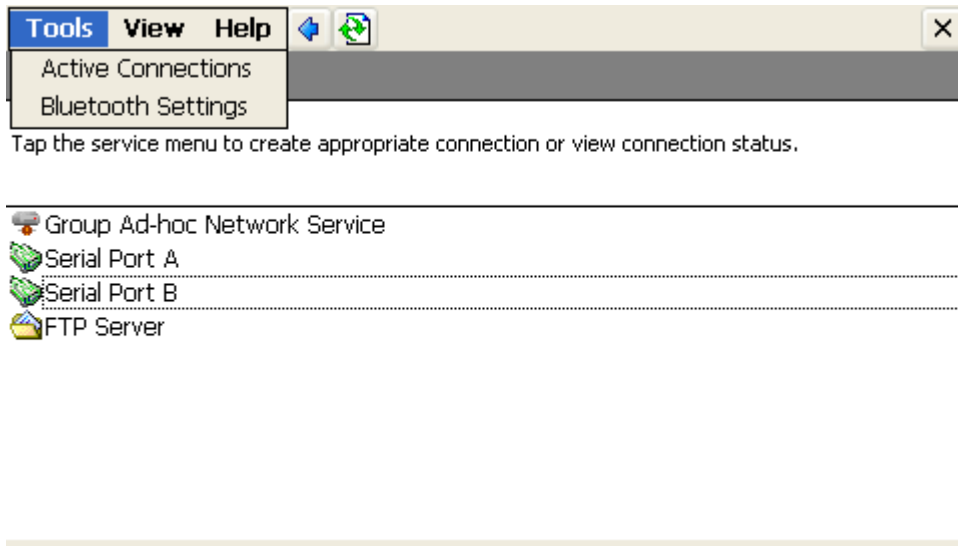 Tools View Help
Active Connections
Bluetooth Settings
Tap the service menu to create appropriate connection or view connection status.
Group Ad-hoc Network Service
Serial Port A
Serial Port B
FTP Server